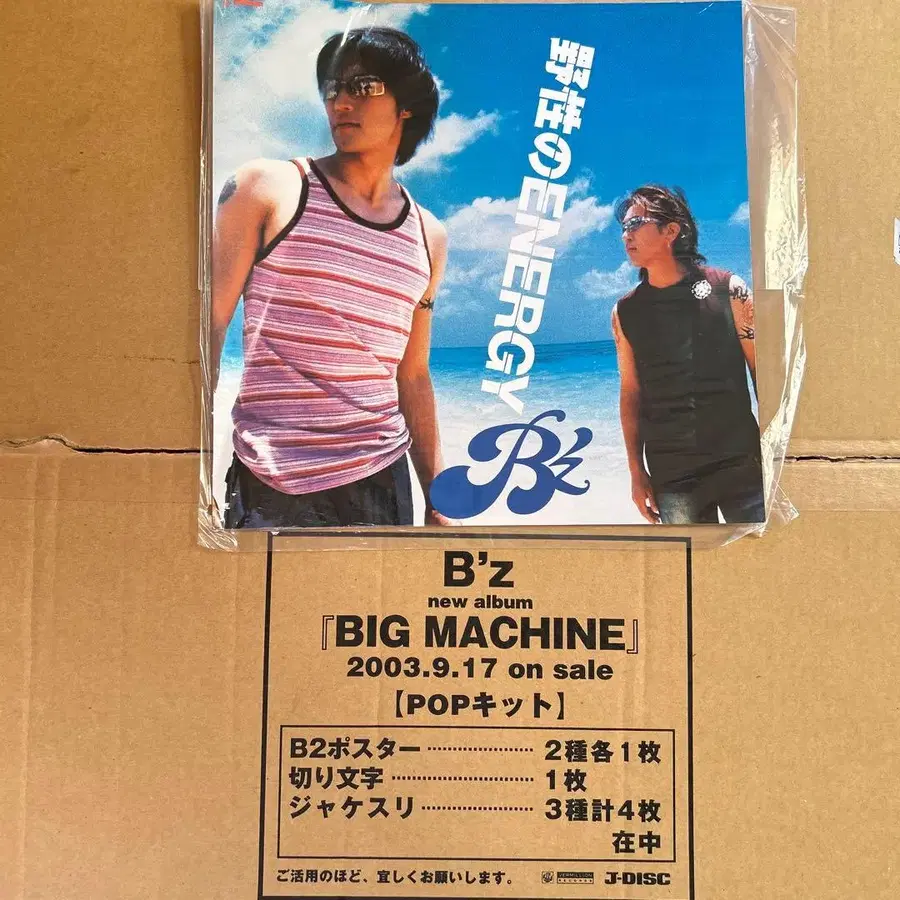 野性のENERGY
B'z
B'z
new album
『BIG MACHINE』
2003.9.17 on sale
【POPキット】
B2ポスター‥‥‥‥‥‥‥2種各1枚
切り文字‥‥‥‥‥‥‥‥‥1枚
ジャケスリ‥‥‥‥‥‥‥3種計4枚
在中
ご活用のほど、宜しくお願いします。 VERMILLION RECORDS J-DISC